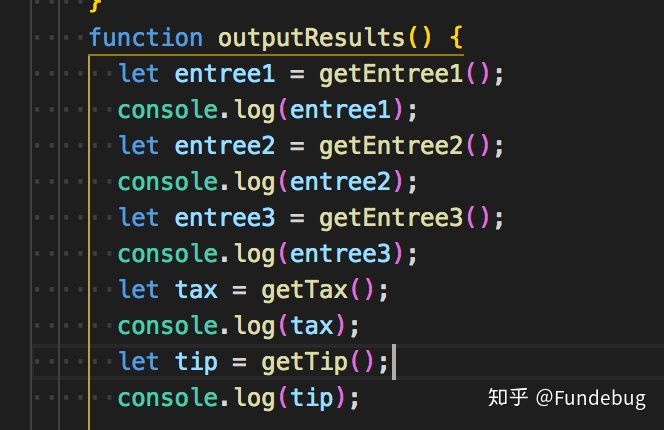 }
function outputResults() {
let entree1 = getEntree1();
console.log(entree1);
let entree2 = getEntree2();
console.log(entree2);
let entree3 = getEntree3();
console.log(entree3);
let tax = getTax();
console.log(tax);
let tip = getTip();
console.log(tip);
知乎 @Fundebug